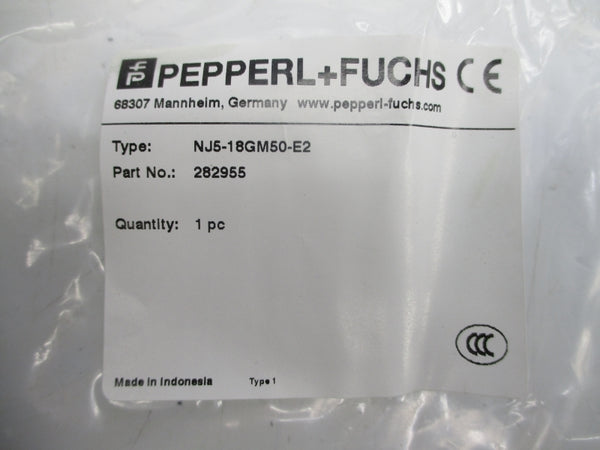 PEPPERL+FUCHS CE
68307 Mannheim, Germany www.pepperl-fuchs.com
Type: NJ5-18GM50-E2
Part No.: 282955
Quantity: 1 pc
CCC
Made in Indonesia Type 1